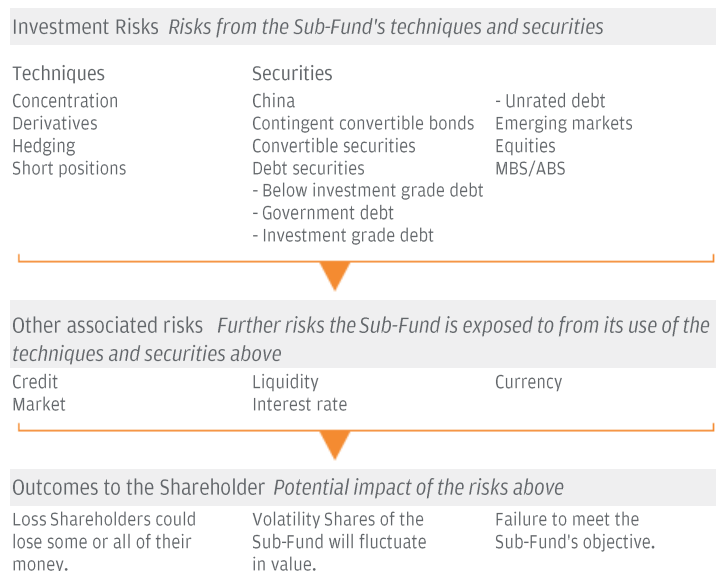 Investment Risks Risks from the Sub-Fund's techniques and securities
Techniques
Concentration
Derivatives
Hedging
Short positions
Securities
China
Contingent convertible bonds
Convertible securities
Debt securities
- Below investment grade debt
- Government debt
- Investment grade debt
- Unrated debt
Emerging markets
Equities
MBS/ABS
Other associated risks Further risks the Sub-Fund is exposed to from its use of the
techniques and securities above
Credit
Market
Liquidity
Interest rate
Currency
Outcomes to the Shareholder Potential impact of the risks above
Loss Shareholders could
lose some or all of their
money.
Volatility Shares of the
Sub-Fund will fluctuate
in value.
Failure to meet the
Sub-Fund's objective.